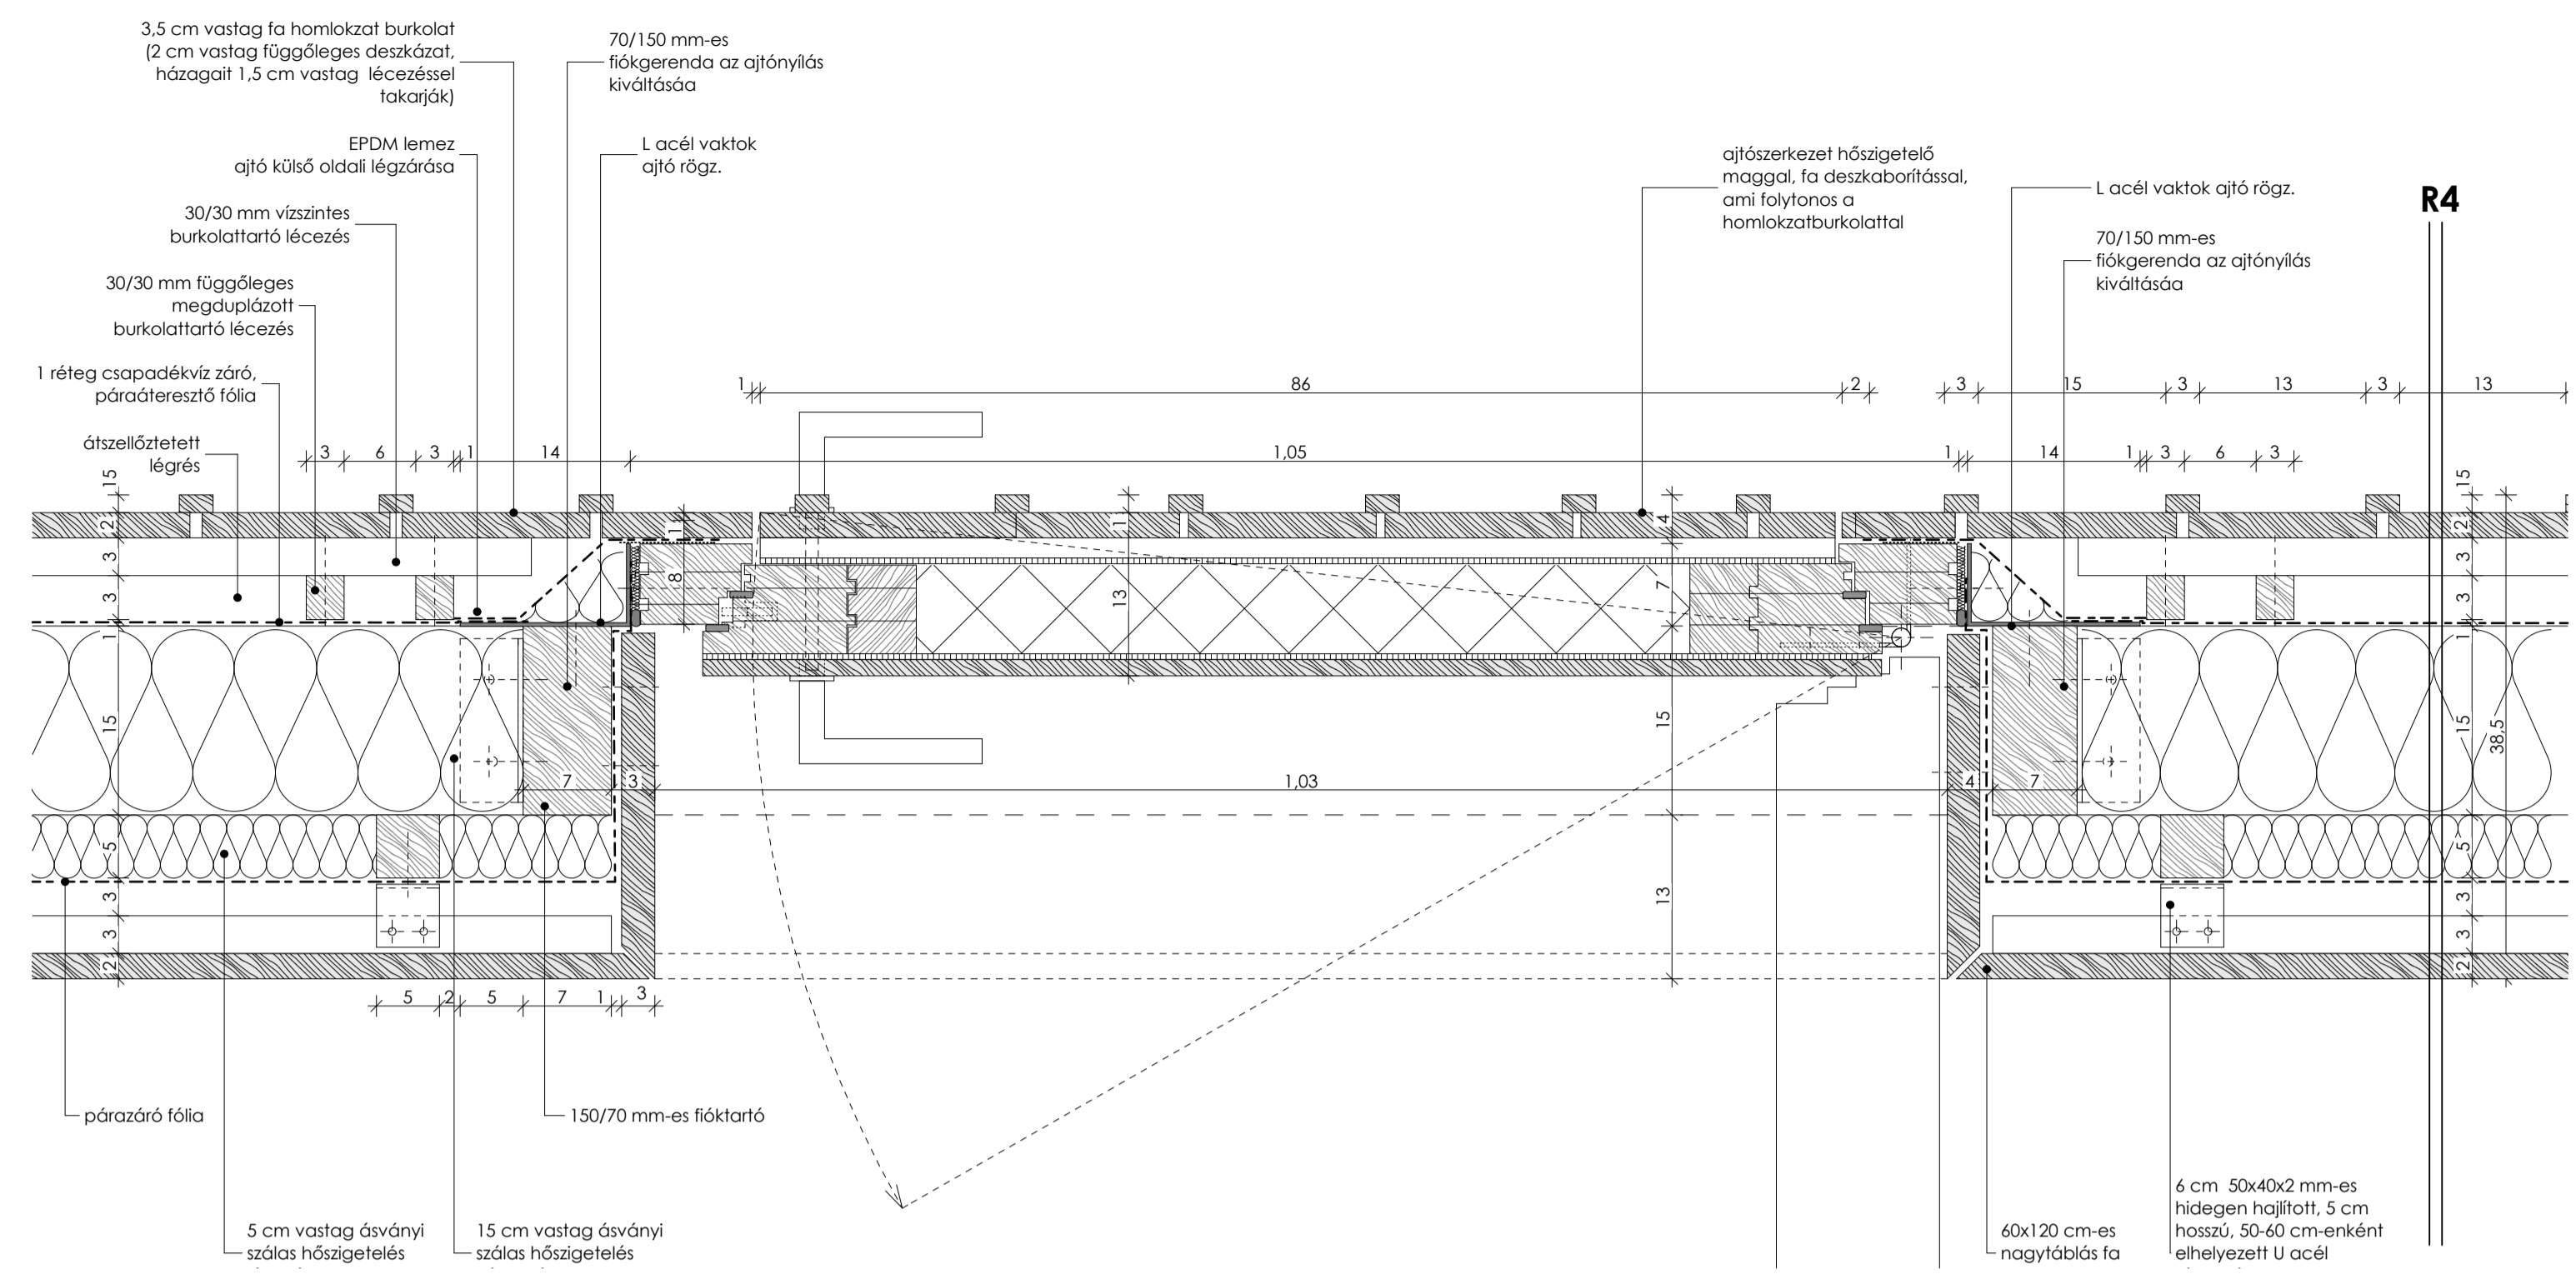 3,5 cm vastag fa homlokzat burkolat
(2 cm vastag függőleges deszkázat,
házagait 1,5 cm vastag lécezéssel
takarják)
70/150 mm-es
fiókgerenda az ajtónyílás
kiváltásáa
EPDM lemez
ajtó külső oldali légzárása
L acél vaktok
ajtó rögz.
30/30 mm vízszintes
burkolattartó lécezés
30/30 mm függőleges
megduplázott
burkolattartó lécezés
1 réteg csapadékvíz záró,
páraáteresztő fólia
átszellőztetett
légrés
ajtószerkezet hőszigetelő
maggal, fa deszkaborítással,
ami folytonos a
homlokzatburkolattal
L acél vaktok ajtó rögz.
70/150 mm-es
fiókgerenda az ajtónyílás
kiváltásáa
R4
1 86 2 3 15 3 13 3 13
3 6 3 1 14 1,05 1 14 1 3 6 3
15
2
3
3
1
15
5
3
3
2
1
8
1
13
4
7
15
13
15
2
3
3
1
15
5
3
3
2
38,5
7 3 1,03 4 7
5 2 5 7 1 3
párazáró fólia
150/70 mm-es fióktartó
5 cm vastag ásványi
szálas hőszigetelés
15 cm vastag ásványi
szálas hőszigetelés
60x120 cm-es
nagytáblás fa
6 cm 50x40x2 mm-es
hidegen hajlított, 5 cm
hosszú, 50-60 cm-enként
elhelyezett U acél